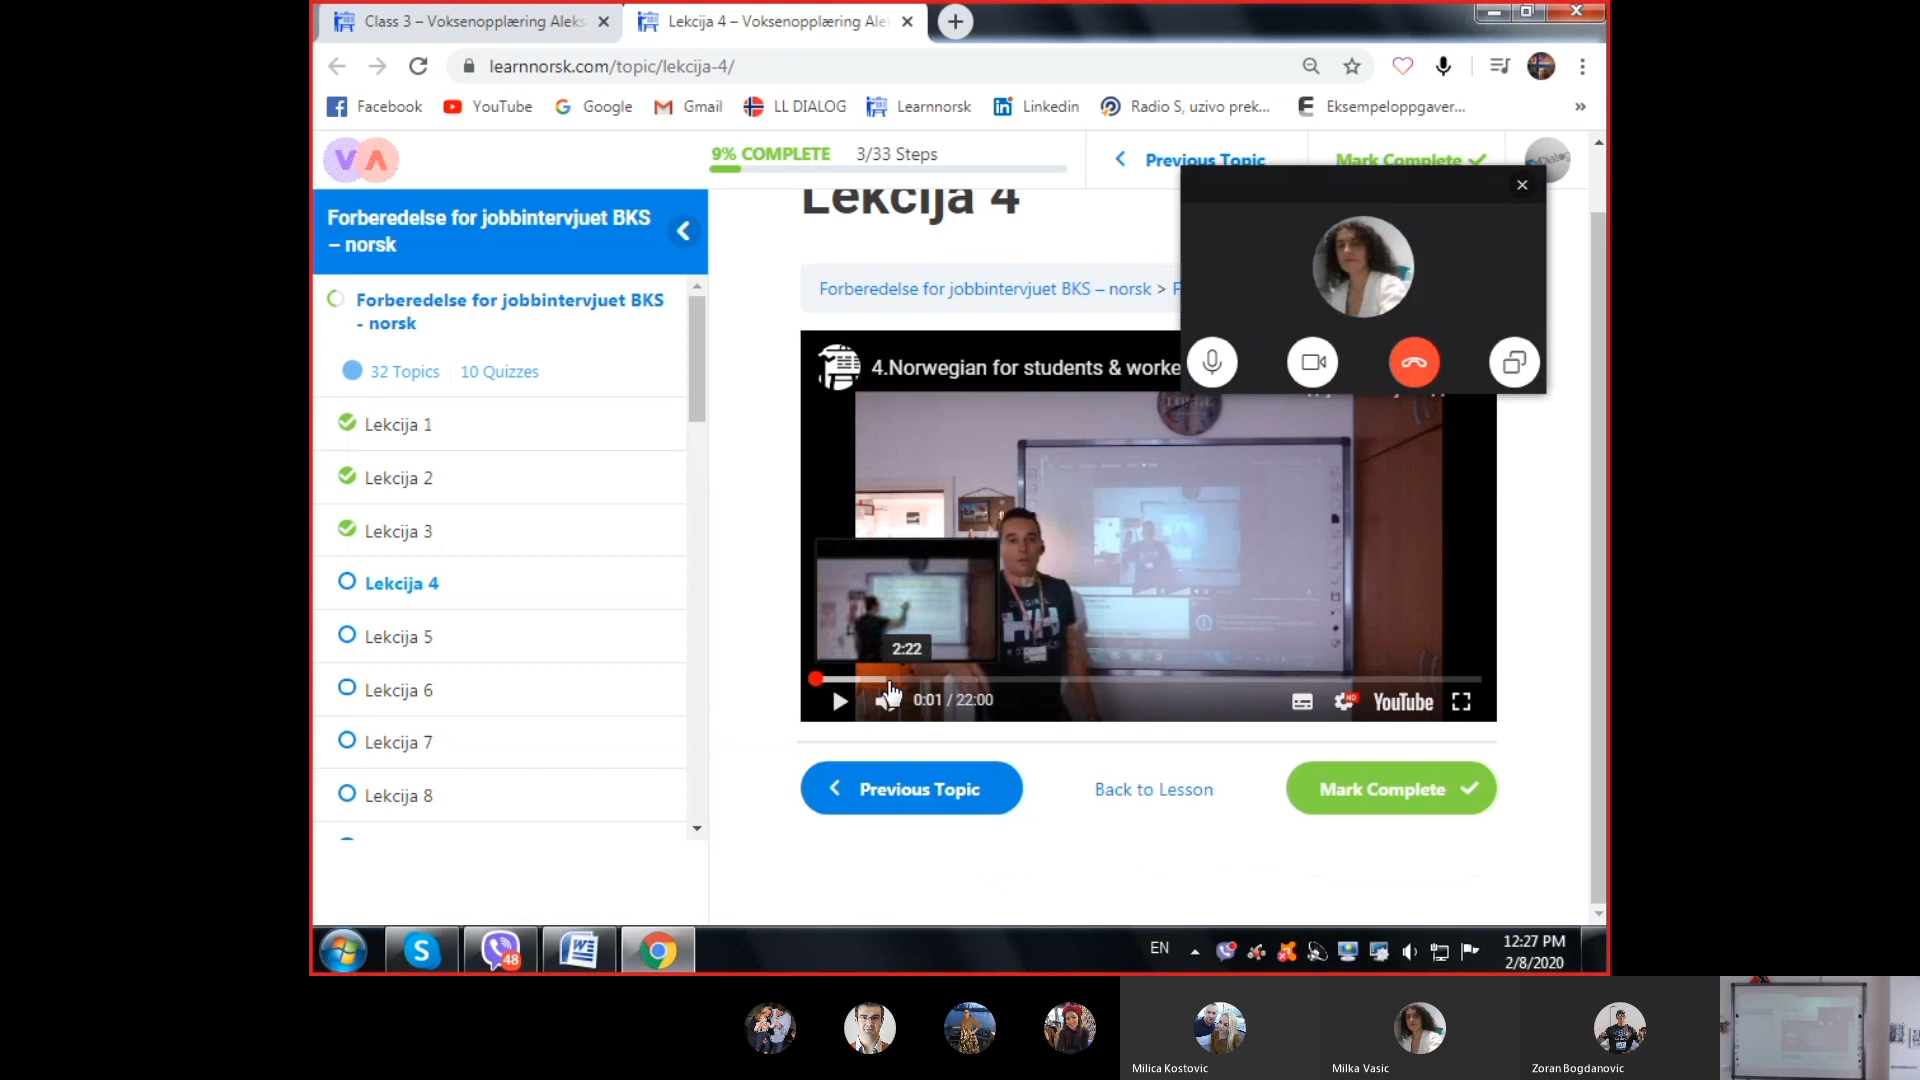 Class 3 – Voksenopplæring Aleks
Lekcija 4 – Voksenopplæring Ale
learnnorsk.com/topic/lekcija-4/
Facebook
YouTube
Google
Gmail
LL DIALOG
Learnnorsk
Linkedin
Radio S, uzivo prek...
Eksempeloppgaver...
»
VA
9% COMPLETE
3/33 Steps
Previous Topic
Mark Complete
Dialog
Forberedelse for jobbintervjuet BKS
– norsk
Forberedelse for jobbintervjuet BKS
- norsk
32 Topics
10 Quizzes
Lekcija 1
Lekcija 2
Lekcija 3
Lekcija 4
Lekcija 5
Lekcija 6
Lekcija 7
Lekcija 8
Lekcija 4
Forberedelse for jobbintervjuet BKS – norsk > F
4.Norwegian for students & worke
2:22
0:01 / 22:00
HD
YouTube
Previous Topic
Back to Lesson
Mark Complete
S
48
W
EN
12:27 PM
2/8/2020
Milica Kostovic
Milka Vasic
Zoran Bogdanovic